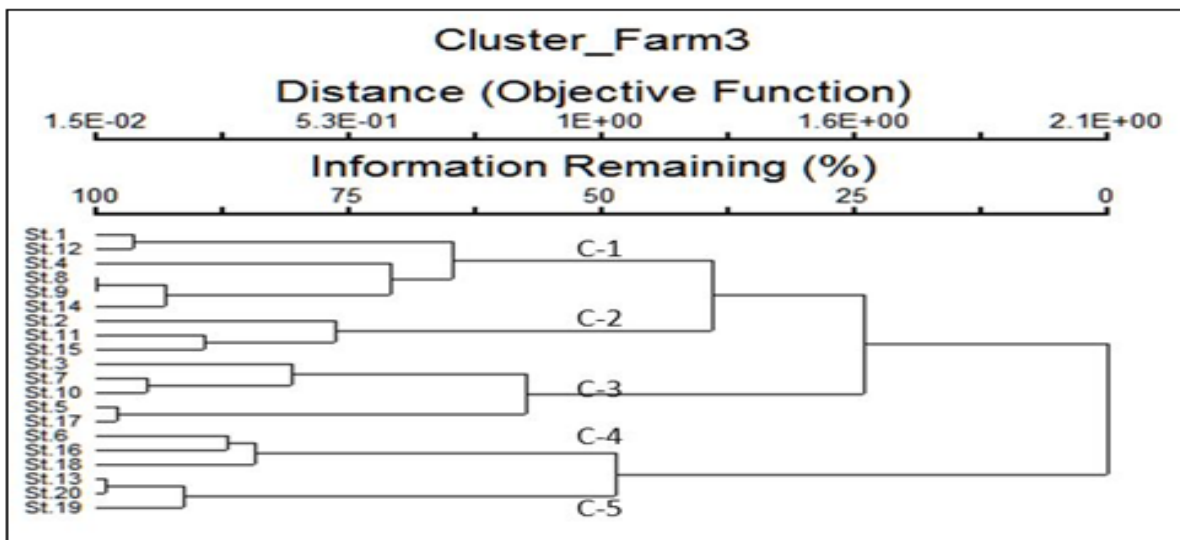 Cluster_Farm3
Distance (Objective Function)
1.5E-02 5.3E-01 1E+00 1.6E+00 2.1E+00
Information Remaining (%)
100 75 50 25 0
St.1
St.12 C-1
St.4
St.8
St.9
St.14
St.2 C-2
St.11
St.15
St.3
St.7
St.10 C-3
St.5
St.17
St.6 C-4
St.16
St.18
St.13
St.20
St.19 C-5